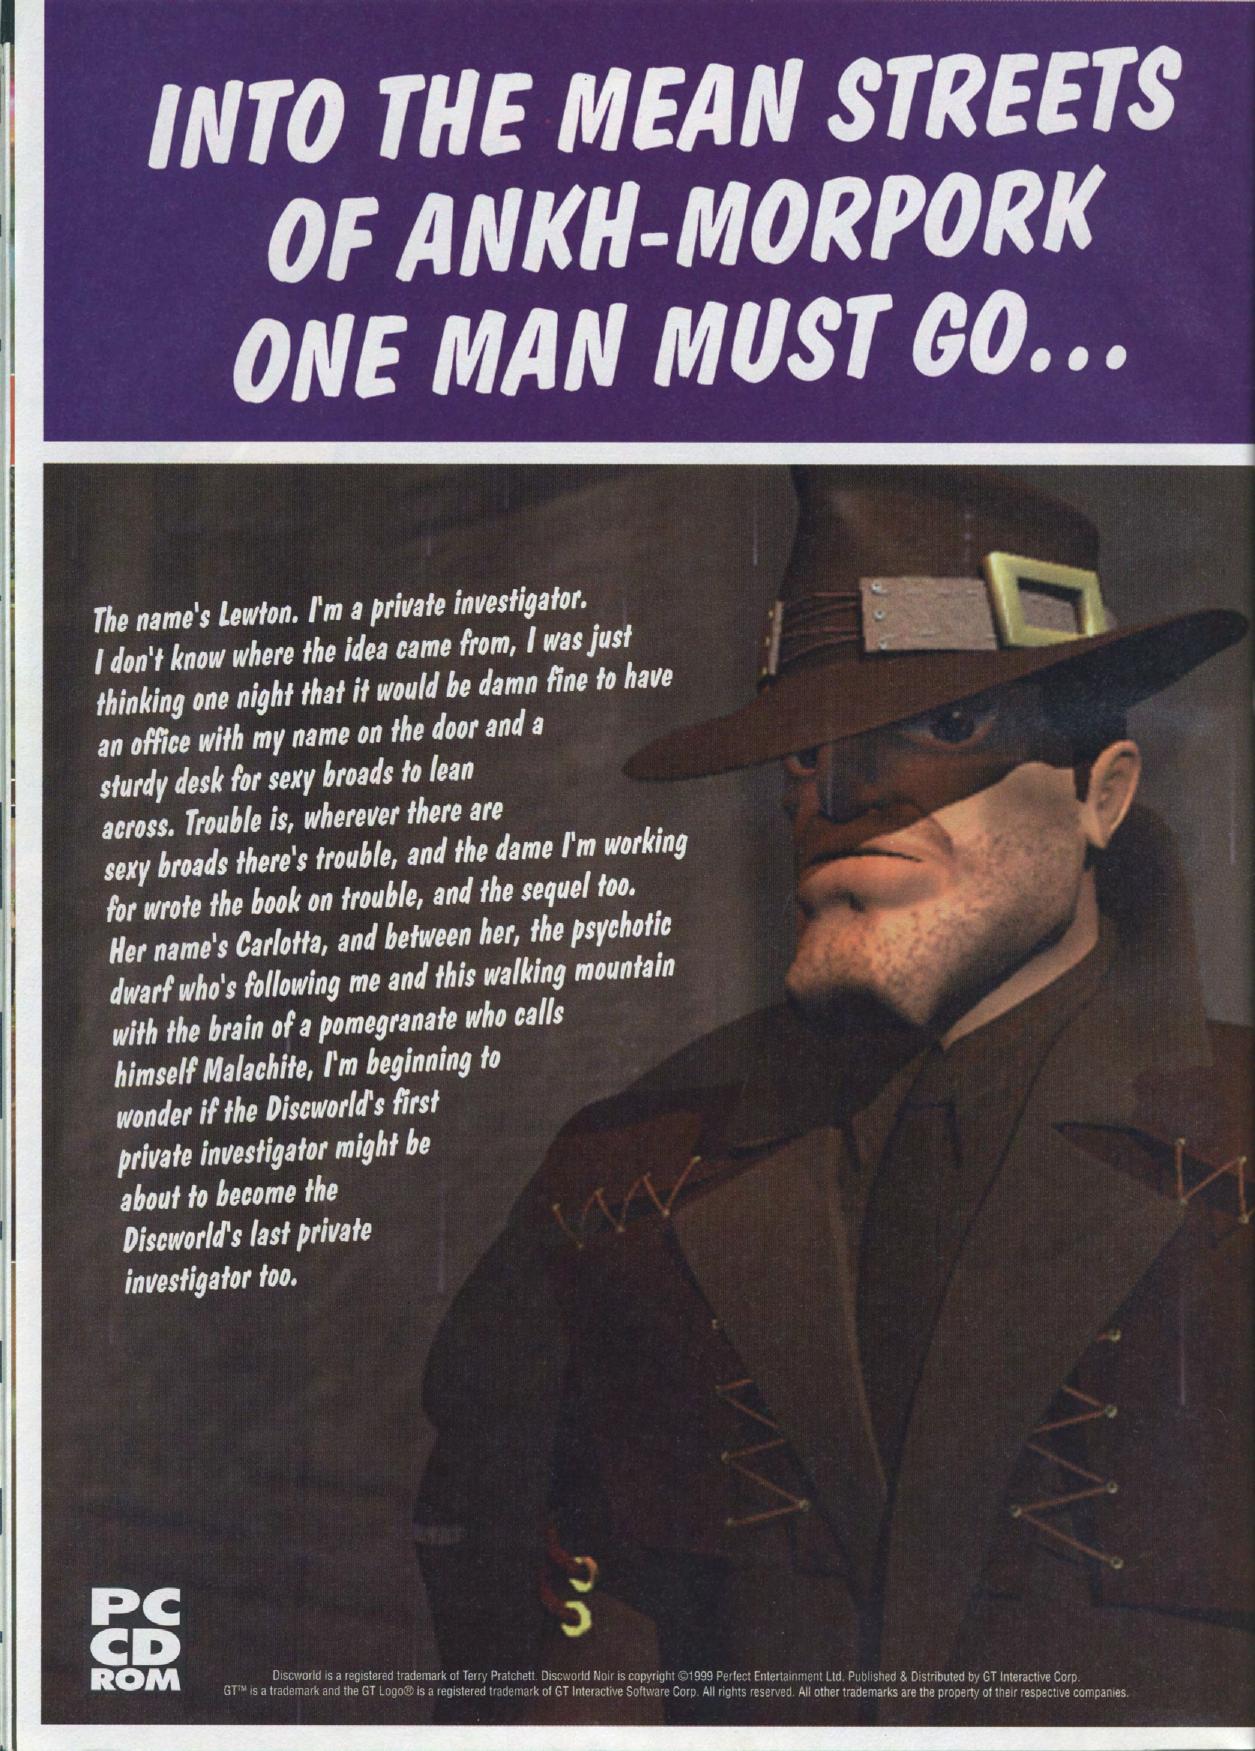 INTO THE MEAN STREETS
OF ANKH-MORPORK
ONE MAN MUST GO...
The name's Lewton. I'm a private investigator.
I don't know where the idea came from, I was just
thinking one night that it would be damn fine to have
an office with my name on the door and a
sturdy desk for sexy broads to lean
across. Trouble is, wherever there are
sexy broads there's trouble, and the dame I'm working
for wrote the book on trouble, and the sequel too.
Her name's Carlotta, and between her, the psychotic
dwarf who's following me and this walking mountain
with the brain of a pomegranate who calls
himself Malachite, I'm beginning to
wonder if the Discworld's first
private investigator might be
about to become the
Discworld's last private
investigator too.
PC
CD
ROM
Discworld is a registered trademark of Terry Pratchett. Discworld Noir is copyright ©1999 Perfect Entertainment Ltd. Published & Distributed by GT Interactive Corp.
GT™ is a trademark and the GT Logo® is a registered trademark of GT Interactive Software Corp. All rights reserved. All other trademarks are the property of their respective companies.